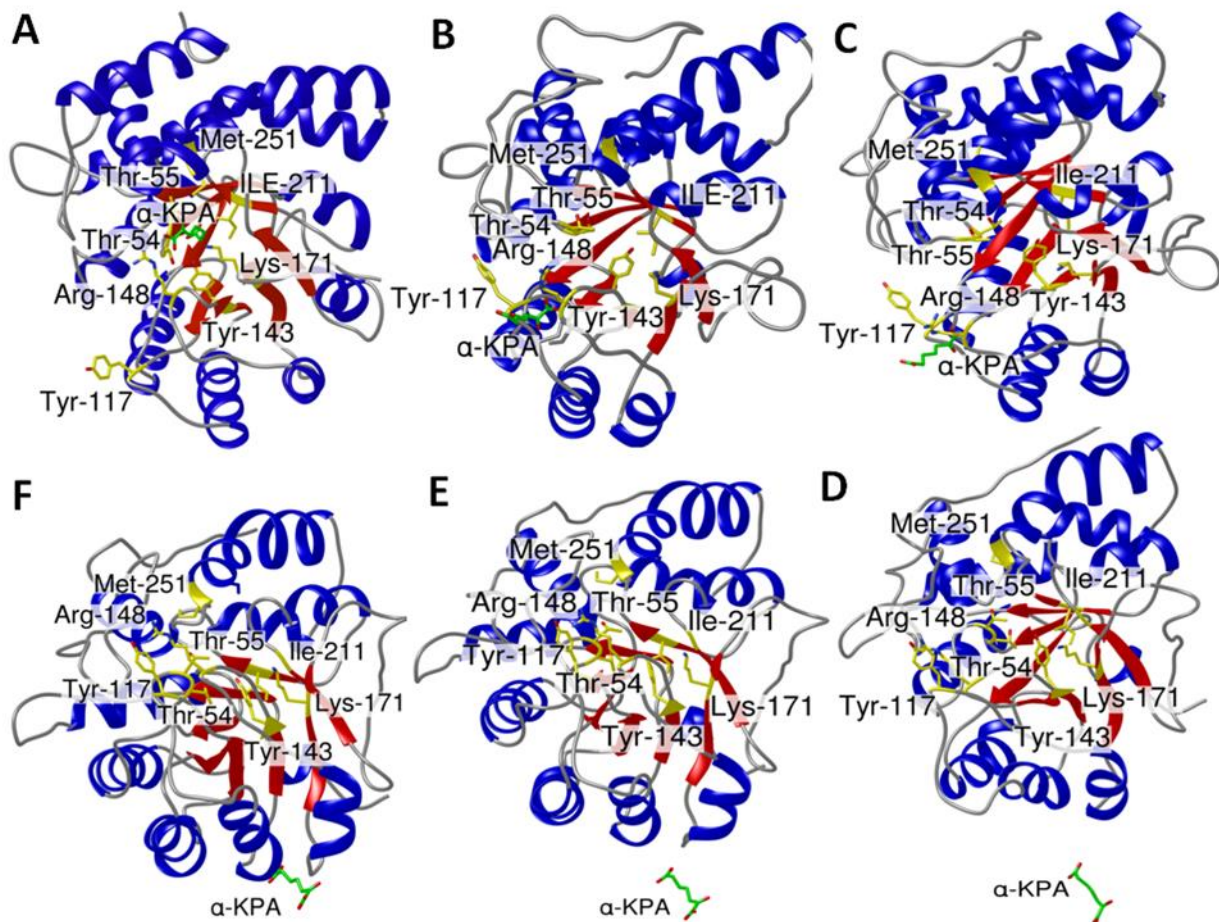 A
Met-251
Thr-55
ILE-211
α-KPA
Thr-54
Lys-171
Arg-148
Tyr-143
Tyr-117
B
Met-251
Thr-55
Thr-54
ILE-211
Arg-148
Tyr-117
Lys-171
Tyr-143
α-KPA
C
Met-251
Ile-211
Thr-54
Thr-55
Lys-171
Arg-148
Tyr-143
Tyr-117
α-KPA
F
Met-251
Arg-148
Thr-55
Ile-211
Tyr-117
Thr-54
Lys-171
Tyr-143
α-KPA
E
Met-251
Arg-148
Thr-55
Ile-211
Tyr-117
Thr-54
Lys-171
Tyr-143
α-KPA
D
Met-251
Thr-55
Ile-211
Arg-148
Thr-54
Tyr-117
Lys-171
Tyr-143
α-KPA